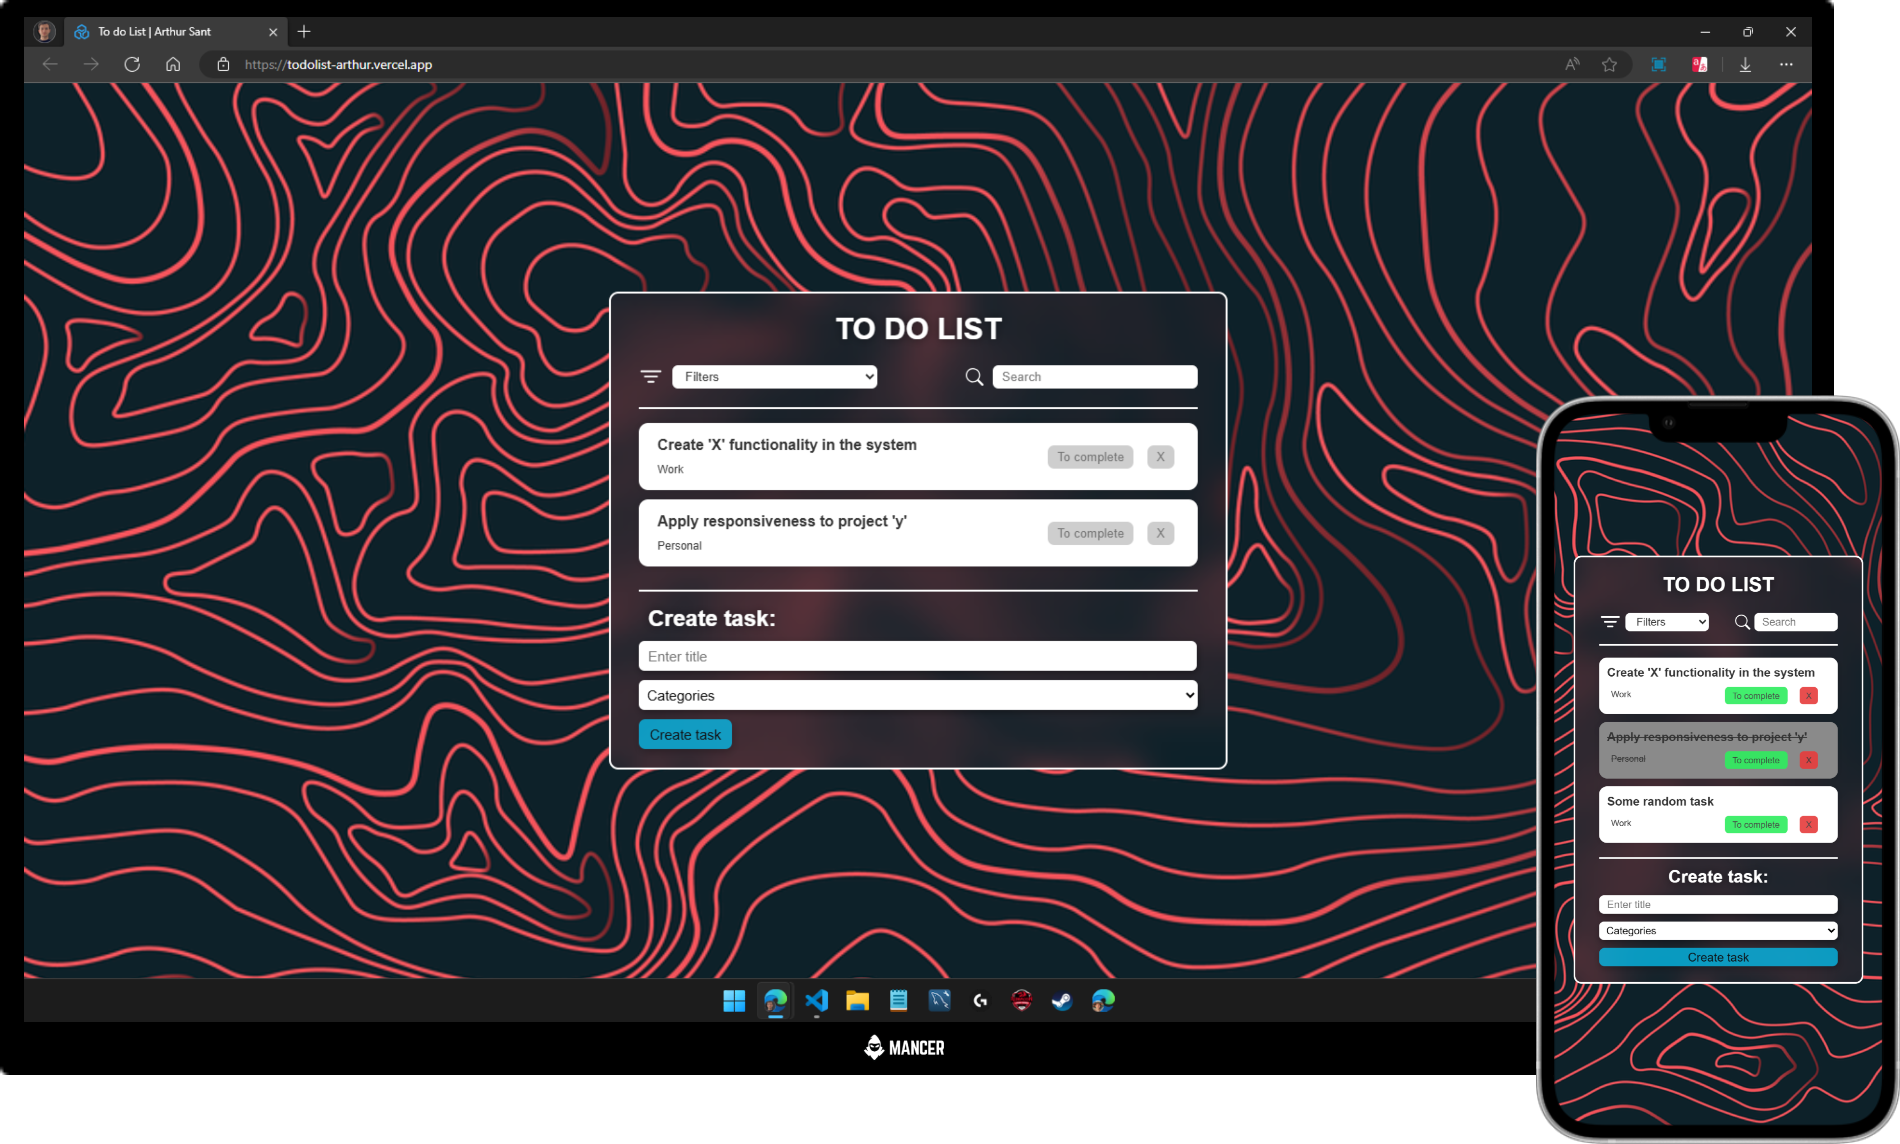 To do List | Arthur Sant
https://todolist-arthur.vercel.app
TO DO LIST
Filters
Search
Create 'X' functionality in the system
Work
To complete
X
Apply responsiveness to project 'y'
Personal
To complete
X
Create task:
Enter title
Categories
Create task
MANCER
TO DO LIST
Filters
Search
Create 'X' functionality in the system
Work
To complete
X
Apply responsiveness to project 'y'
Personal
To complete
X
Some random task
Work
To complete
X
Create task:
Enter title
Categories
Create task